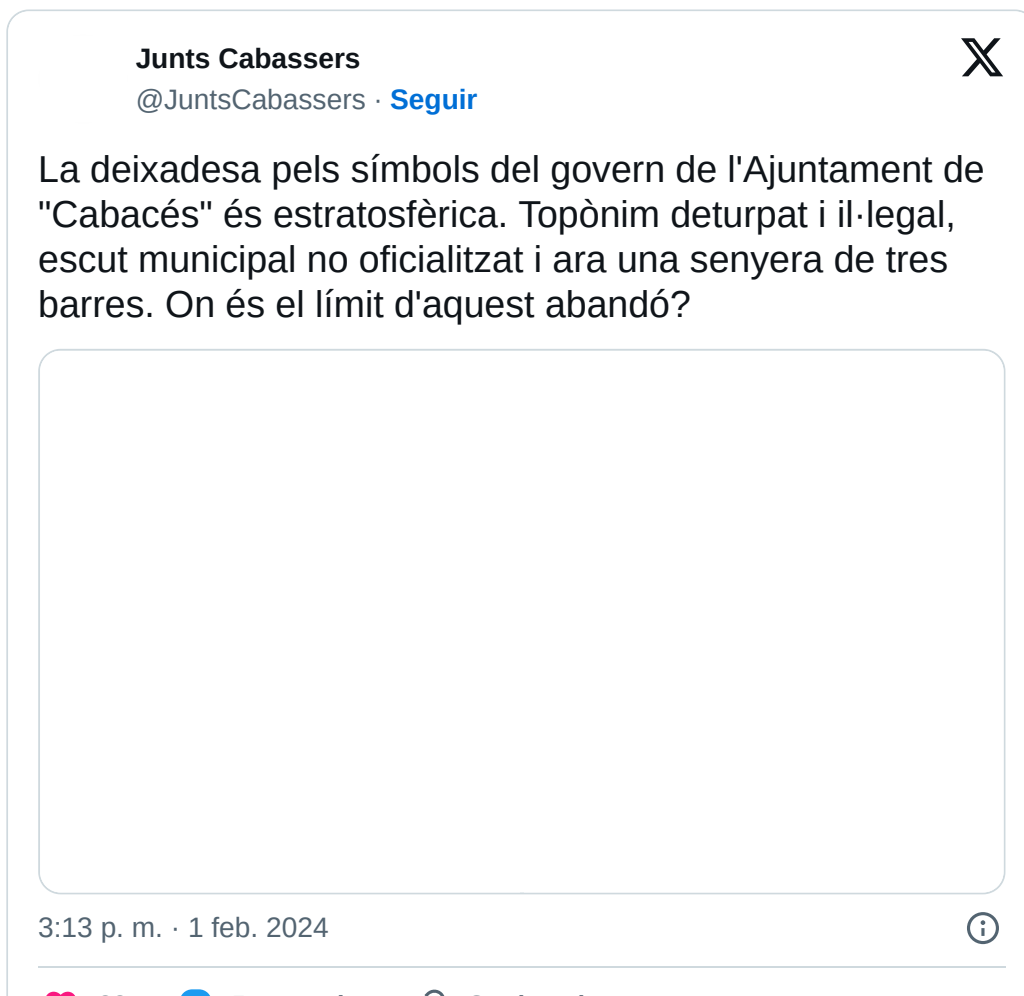 Junts Cabassers
@JuntsCabassers · Seguir
La deixadesa pels símbols del govern de l'Ajuntament de
"Cabacés" és estratosfèrica. Topònim deturpat i il·legal,
escut municipal no oficialitzat i ara una senyera de tres
barres. On és el límit d'aquest abandó?
3:13 p. m. · 1 feb. 2024